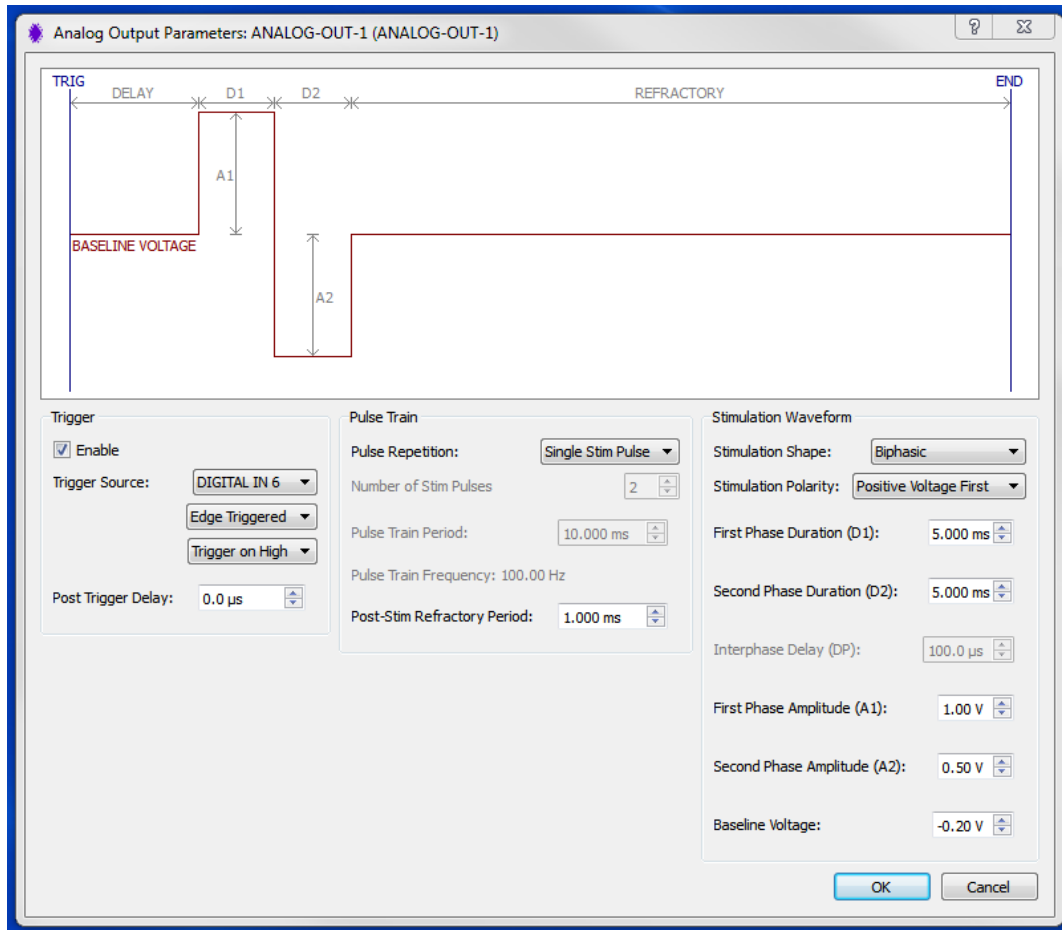 Analog Output Parameters: ANALOG-OUT-1 (ANALOG-OUT-1)
TRIG
END
DELAY D1 D2 REFRACTORY
A1
BASELINE VOLTAGE
A2
Trigger
Enable
Trigger Source: DIGITAL IN 6
Edge Triggered
Trigger on High
Post Trigger Delay: 0.0 µs
Pulse Train
Pulse Repetition: Single Stim Pulse
Number of Stim Pulses 2
Pulse Train Period: 10.000 ms
Pulse Train Frequency: 100.00 Hz
Post-Stim Refractory Period: 1.000 ms
Stimulation Waveform
Stimulation Shape: Biphasic
Stimulation Polarity: Positive Voltage First
First Phase Duration (D1): 5.000 ms
Second Phase Duration (D2): 5.000 ms
Interphase Delay (DP): 100.0 µs
First Phase Amplitude (A1): 1.00 V
Second Phase Amplitude (A2): 0.50 V
Baseline Voltage: -0.20 V
OK Cancel